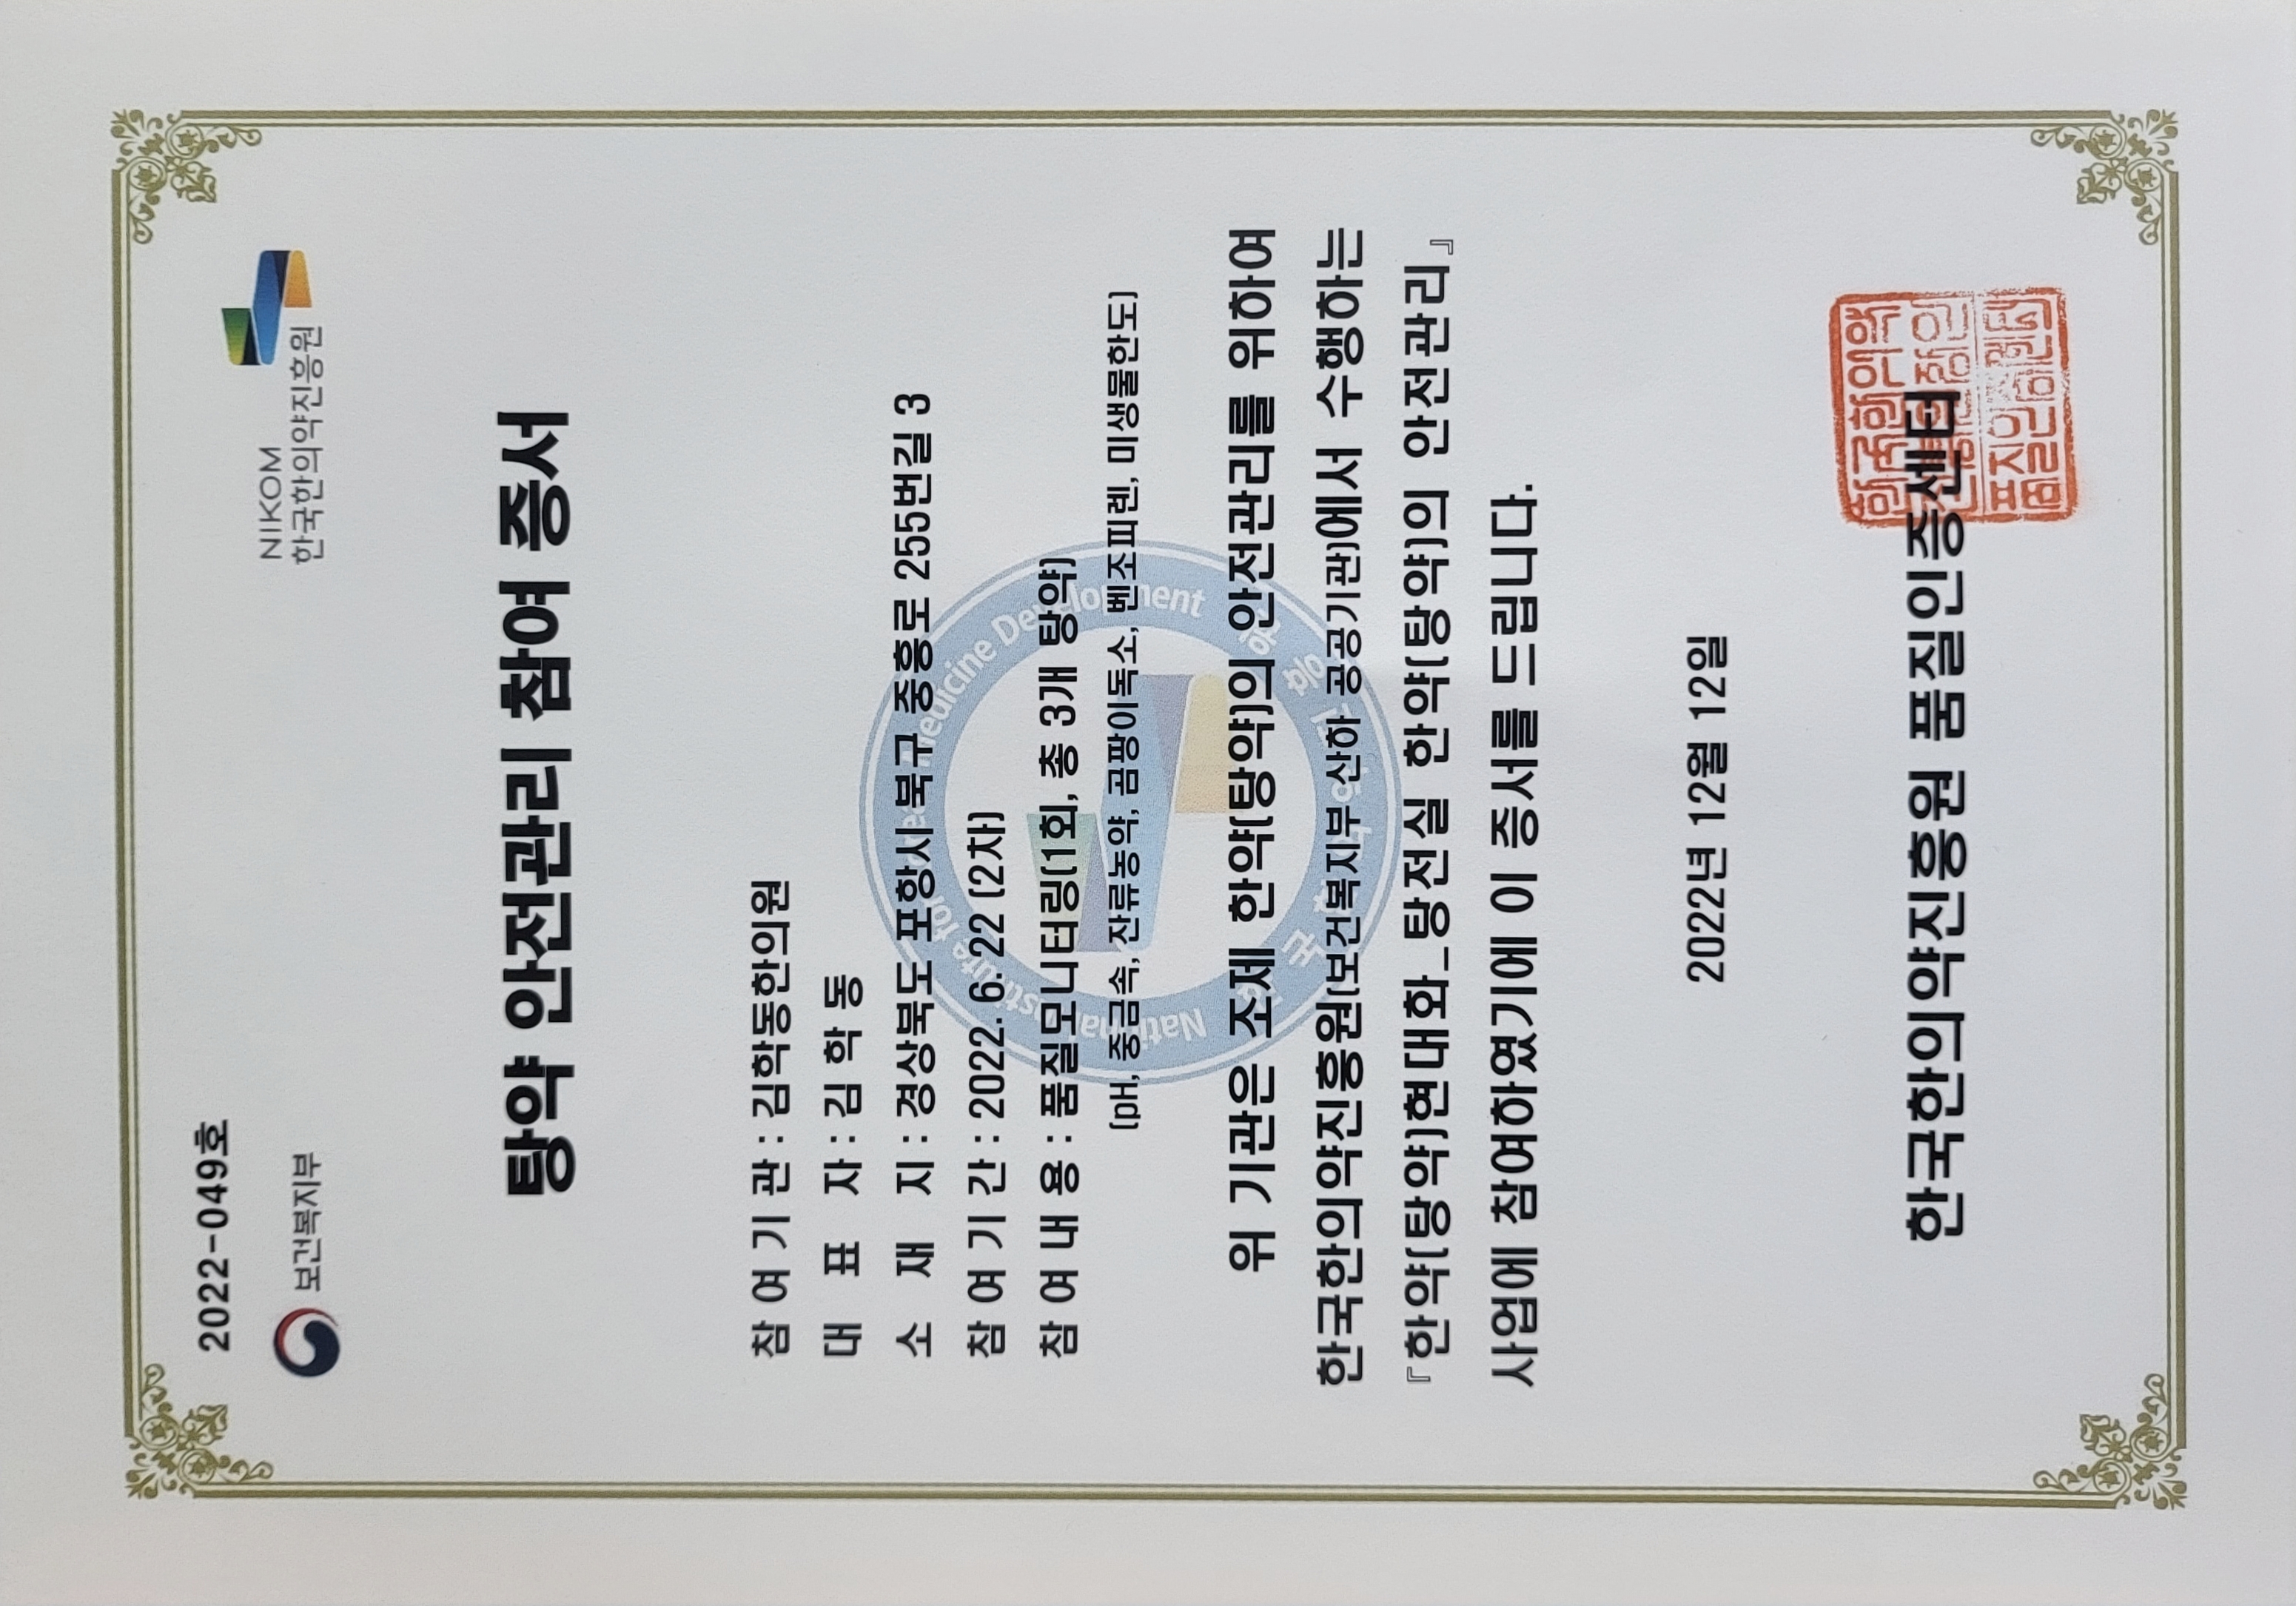 2022-049호
보건복지부
NIKOM
한국한의약진흥원
탕약 안전관리 참여 증서
참 여 기 관 : 김학동한의원
대 표 자 : 김 학 동
소 재 지 : 경상북도 포항시 북구 중흥로 255번길 3
참 여 기 간 : 2022. 6.22 (2차)
참 여 내 용 : 품질모니터링(1회, 총 3개 탕약)
(pH, 중금속, 잔류농약, 곰팡이독소, 벤조피렌, 미생물한도)
위 기관은 조제 한약(탕약)의 안전관리를 위하여
한국한의약진흥원(보건복지부 산하 공공기관)에서 수행하는
『한약(탕약)현대화_탕전실 한약(탕약)의 안전관리』
사업에 참여하였기에 이 증서를 드립니다.
2022년 12월 12일
한국한의약진흥원 품질인증센터